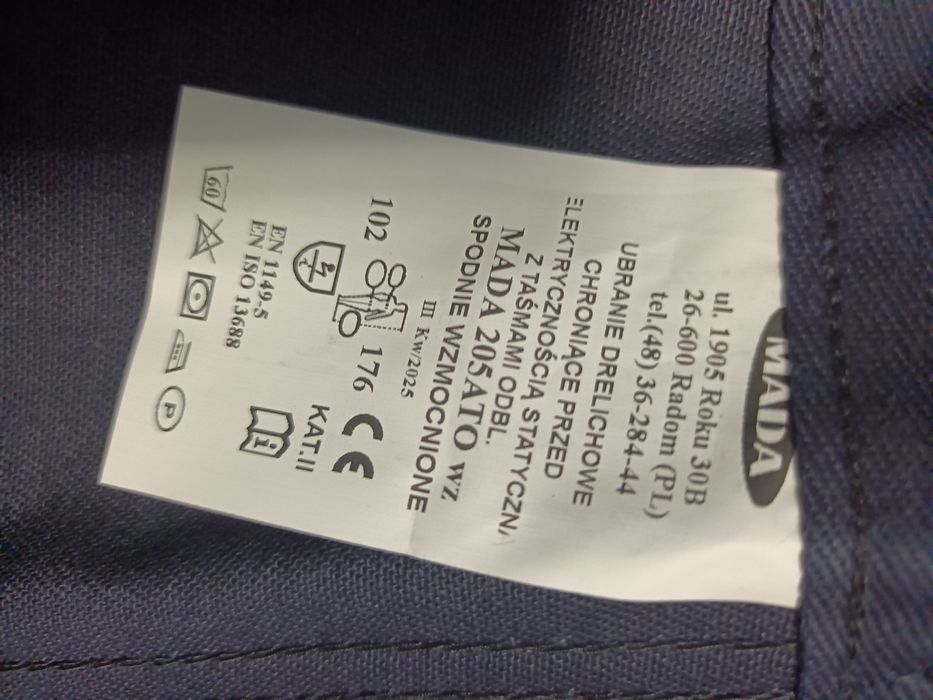 MADA
ul. 1905 Roku 30B
26-600 Radom (PL)
tel.(48) 36-284-44
UBRANIE DRELICHOWE
CHRONIĄCE PRZED
ELEKTRYCZNOŚCIĄ STATYCZN
Z TAŚMAMI ODBL.
MADA 205ATO WZ
SPODNIE WZMOCNIONE
III Kw/2025
102 176 CE
KAT.II
i
EN 1149-5
EN ISO 13688
60 P